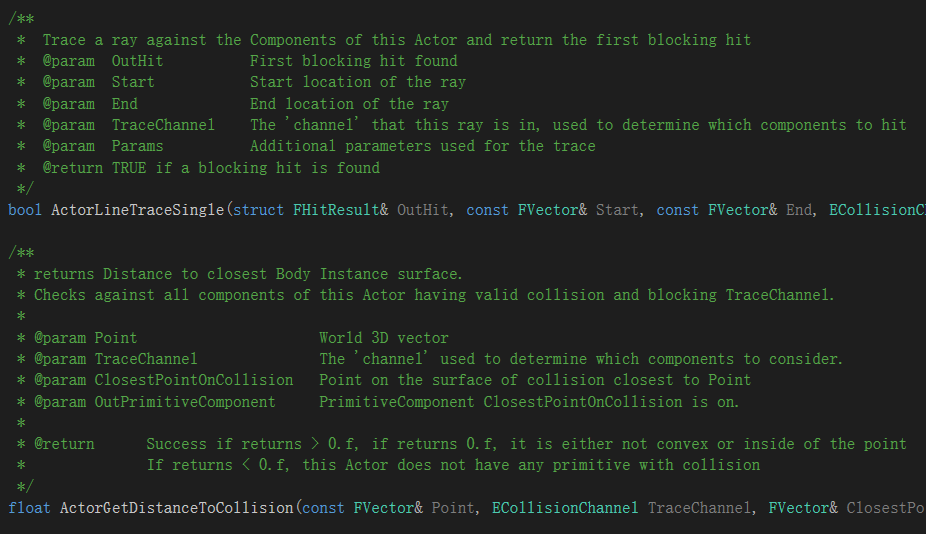 /**
 *  Trace a ray against the Components of this Actor and return the first blocking hit
 *  @param  OutHit          First blocking hit found
 *  @param  Start           Start location of the ray
 *  @param  End             End location of the ray
 *  @param  TraceChannel    The 'channel' that this ray is in, used to determine which components to hit
 *  @param  Params          Additional parameters used for the trace
 *  @return TRUE if a blocking hit is found
 */
bool ActorLineTraceSingle(struct FHitResult& OutHit, const FVector& Start, const FVector& End, ECollisionC
/**
 * returns Distance to closest Body Instance surface.
 * Checks against all components of this Actor having valid collision and blocking TraceChannel.
 *
 * @param Point                     World 3D vector
 * @param TraceChannel              The 'channel' used to determine which components to consider.
 * @param ClosestPointOnCollision   Point on the surface of collision closest to Point
 * @param OutPrimitiveComponent     PrimitiveComponent ClosestPointOnCollision is on.
 *
 * @return      Success if returns > 0.f, if returns 0.f, it is either not convex or inside of the point
 *              If returns < 0.f, this Actor does not have any primitive with collision
 */
float ActorGetDistanceToCollision(const FVector& Point, ECollisionChannel TraceChannel, FVector& ClosestPo